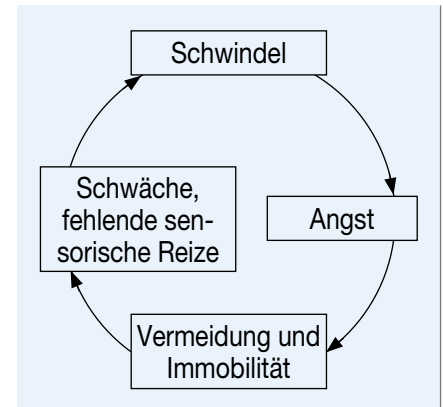 Schwindel
Angst
Vermeidung und
Immobilität
Schwäche,
fehlende sen-
sorische Reize